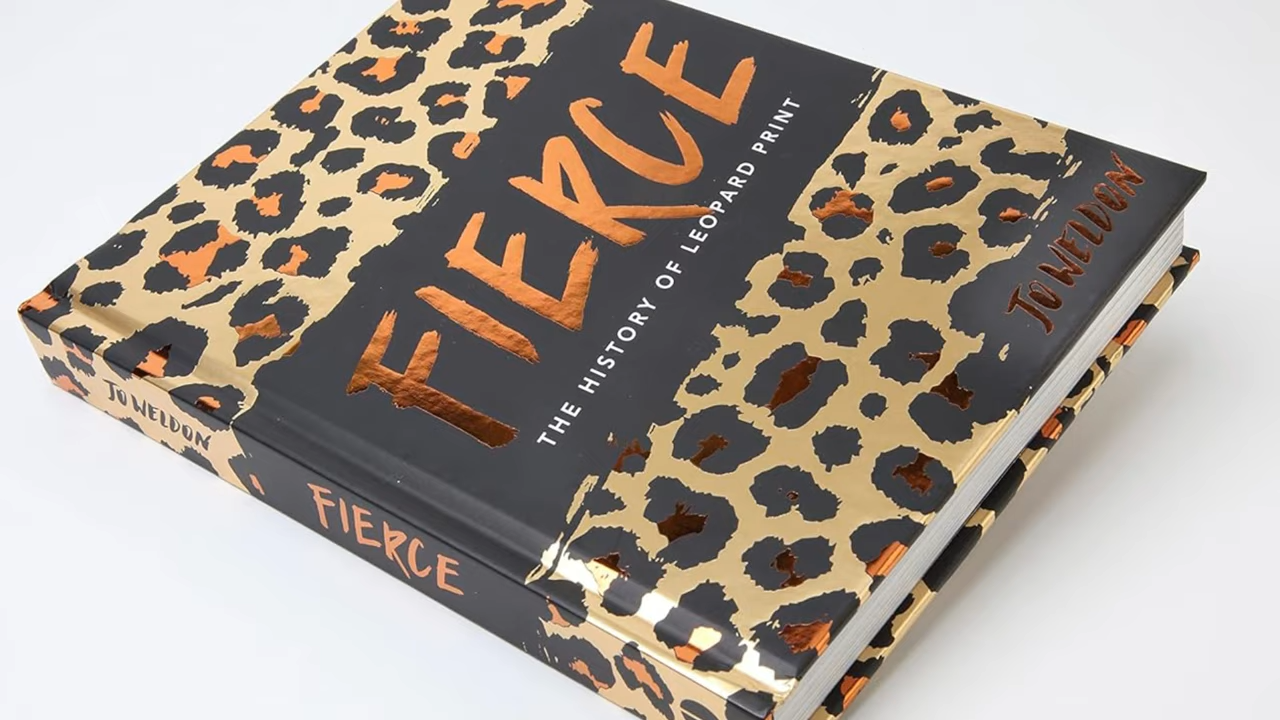 FIERCE
THE HISTORY OF LEOPARD PRINT
JO WELDON
JO WELDON
FIERCE